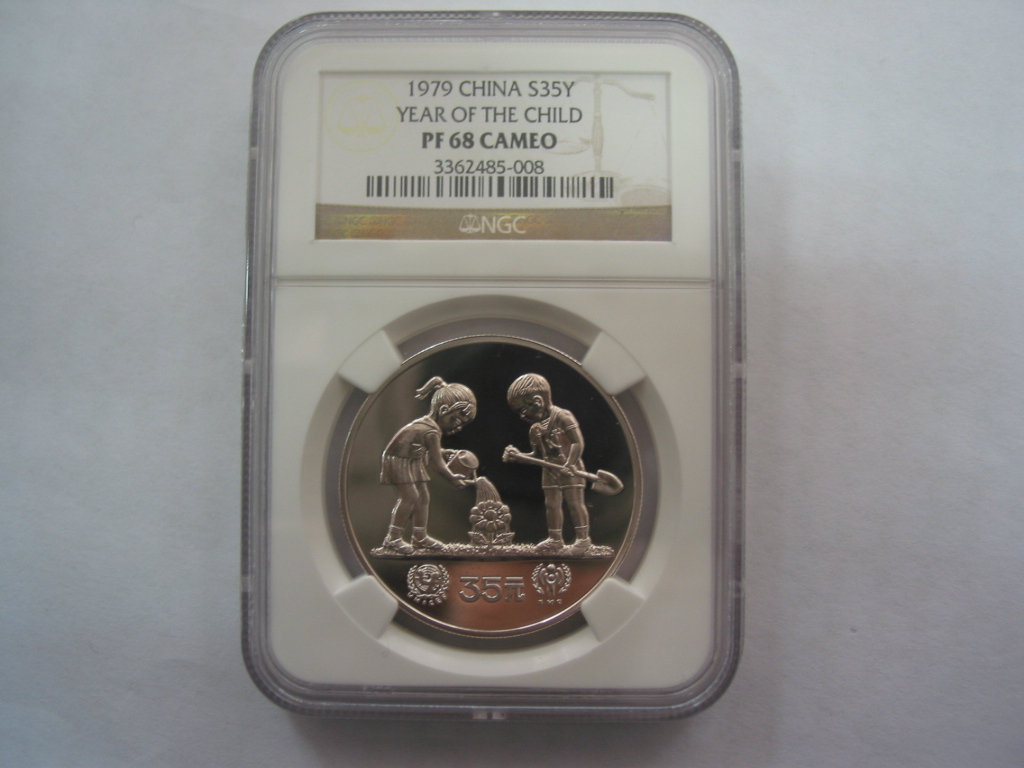 1979 CHINA S35Y
YEAR OF THE CHILD
PF 68 CAMEO
3362485-008
NGC
35元